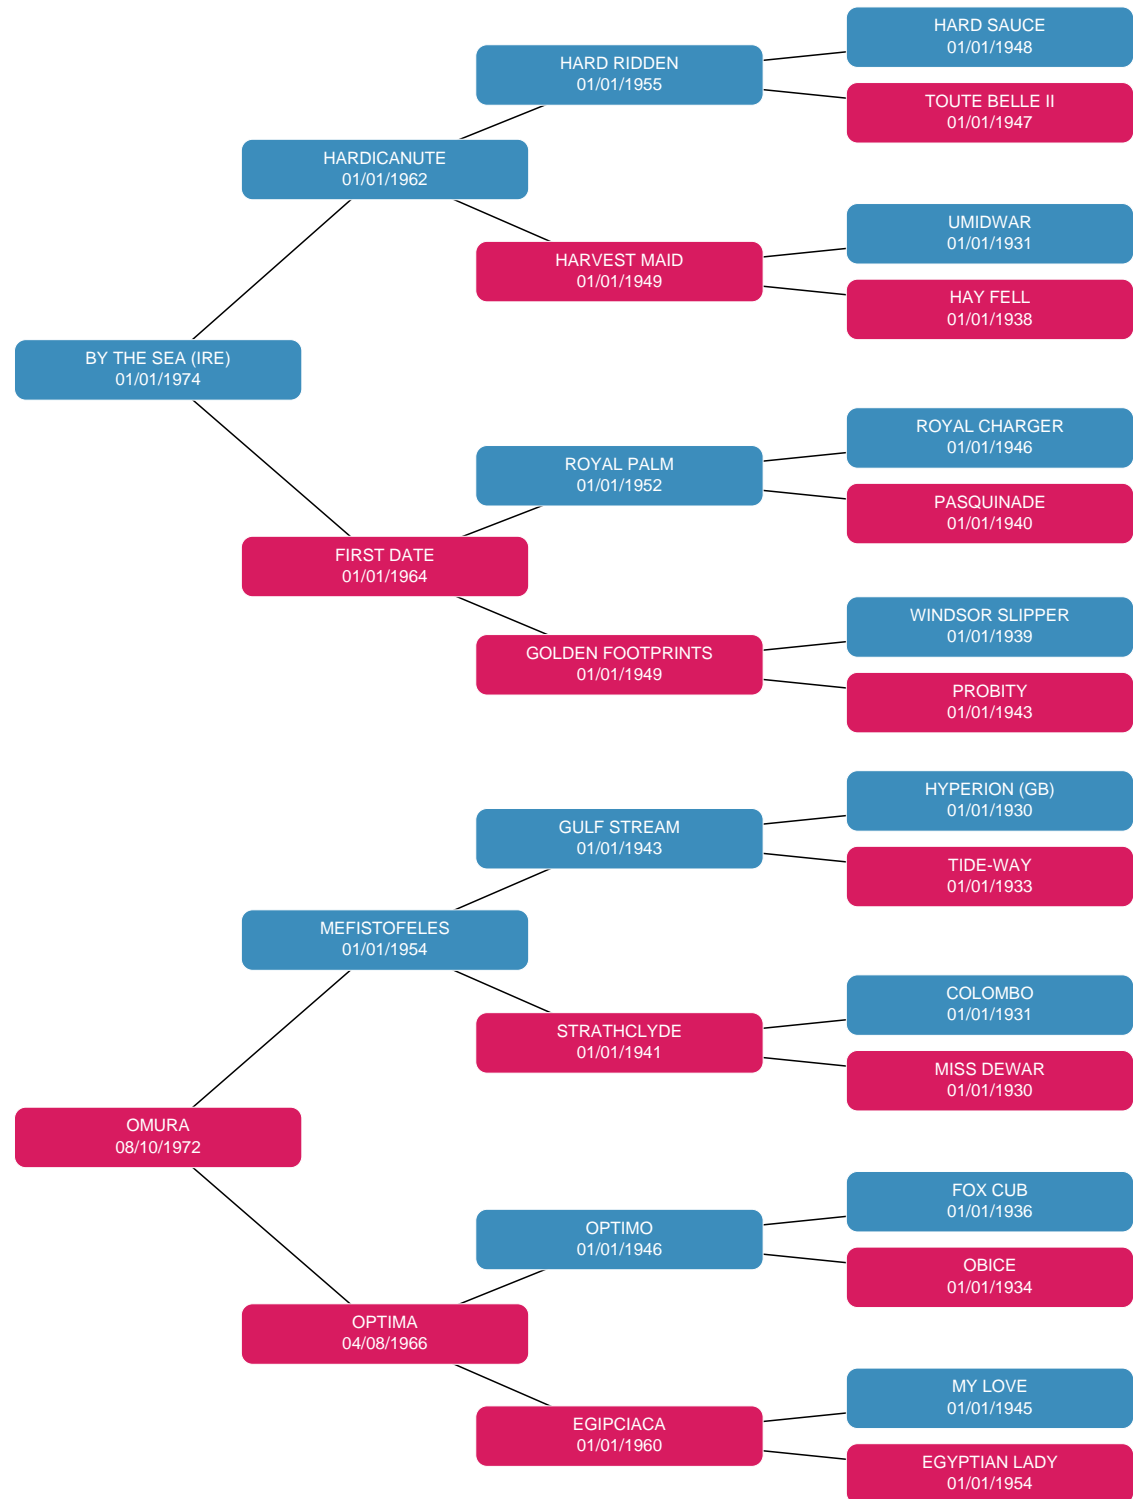 HARD SAUCE
01/01/1948
HARD RIDDEN
01/01/1955
TOUTE BELLE II
01/01/1947
HARDICANUTE
01/01/1962
UMIDWAR
01/01/1931
HARVEST MAID
01/01/1949
HAY FELL
01/01/1938
BY THE SEA (IRE)
01/01/1974
ROYAL CHARGER
01/01/1946
ROYAL PALM
01/01/1952
PASQUINADE
01/01/1940
FIRST DATE
01/01/1964
WINDSOR SLIPPER
01/01/1939
GOLDEN FOOTPRINTS
01/01/1949
PROBITY
01/01/1943
HYPERION (GB)
01/01/1930
GULF STREAM
01/01/1943
TIDE-WAY
01/01/1933
MEFISTOFELES
01/01/1954
COLOMBO
01/01/1931
STRATHCLYDE
01/01/1941
MISS DEWAR
01/01/1930
OMURA
08/10/1972
FOX CUB
01/01/1936
OPTIMO
01/01/1946
OBICE
01/01/1934
OPTIMA
04/08/1966
MY LOVE
01/01/1945
EGIPCIACA
01/01/1960
EGYPTIAN LADY
01/01/1954